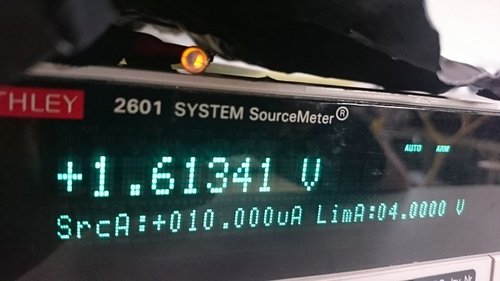 THLEY 2601 SYSTEM SourceMeter®
AUTO ARM
+1.61341 V
SrcA:+010.000uA LimA:04.0000 V